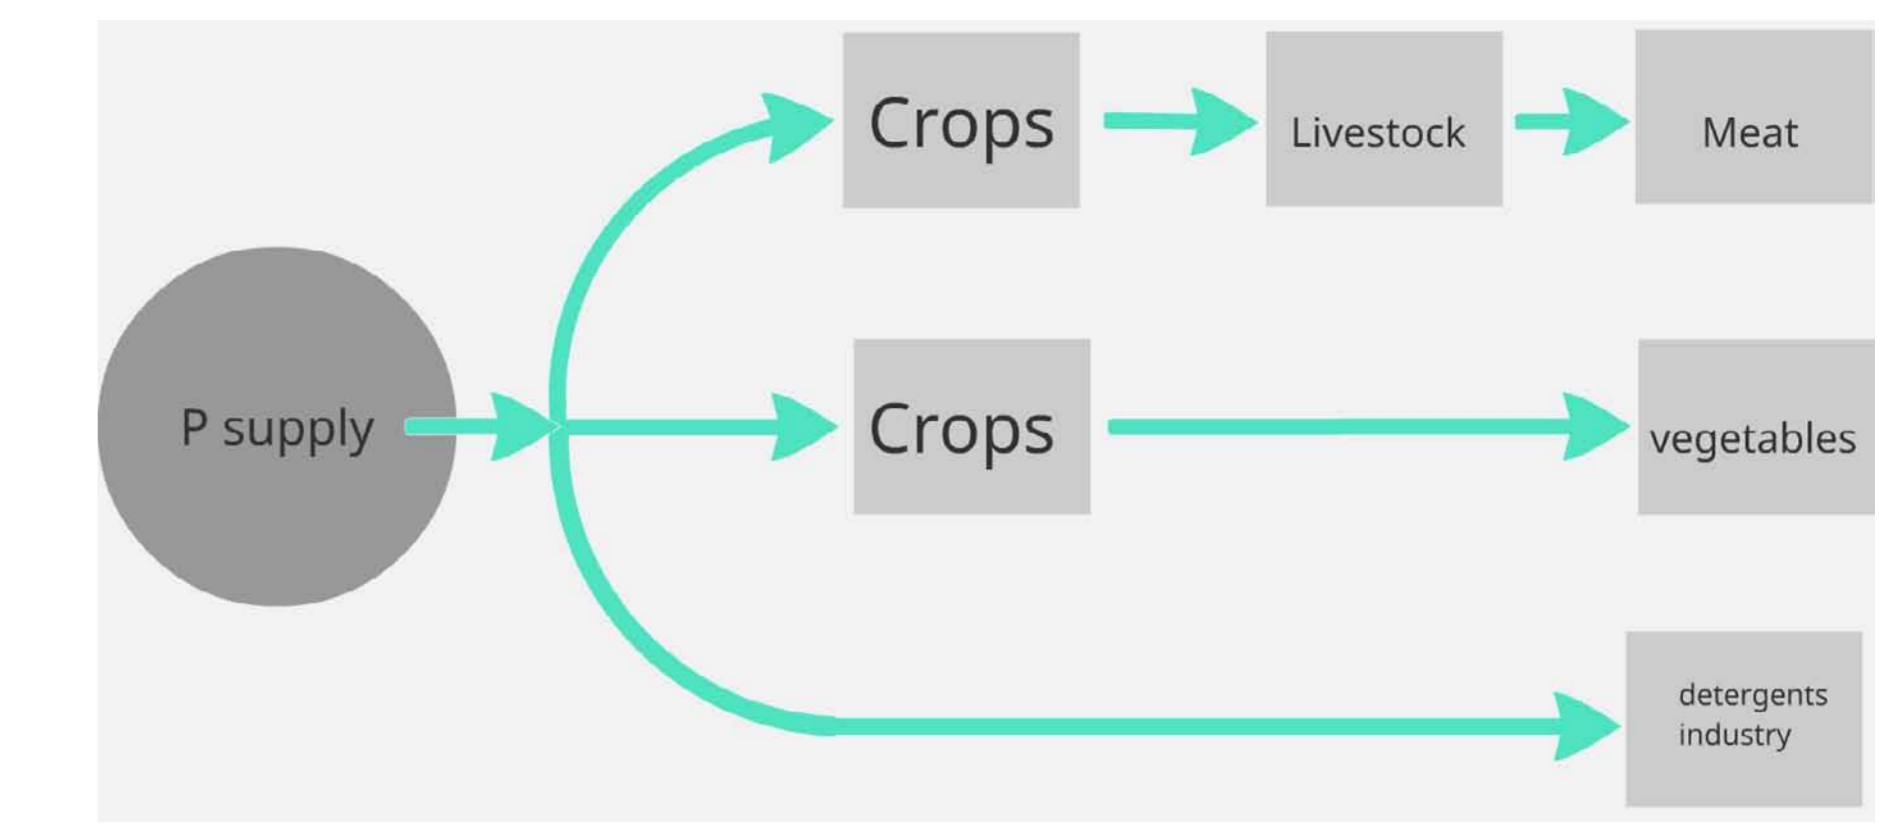 Crops
Livestock
Meat
P supply
Crops
vegetables
detergents
industry